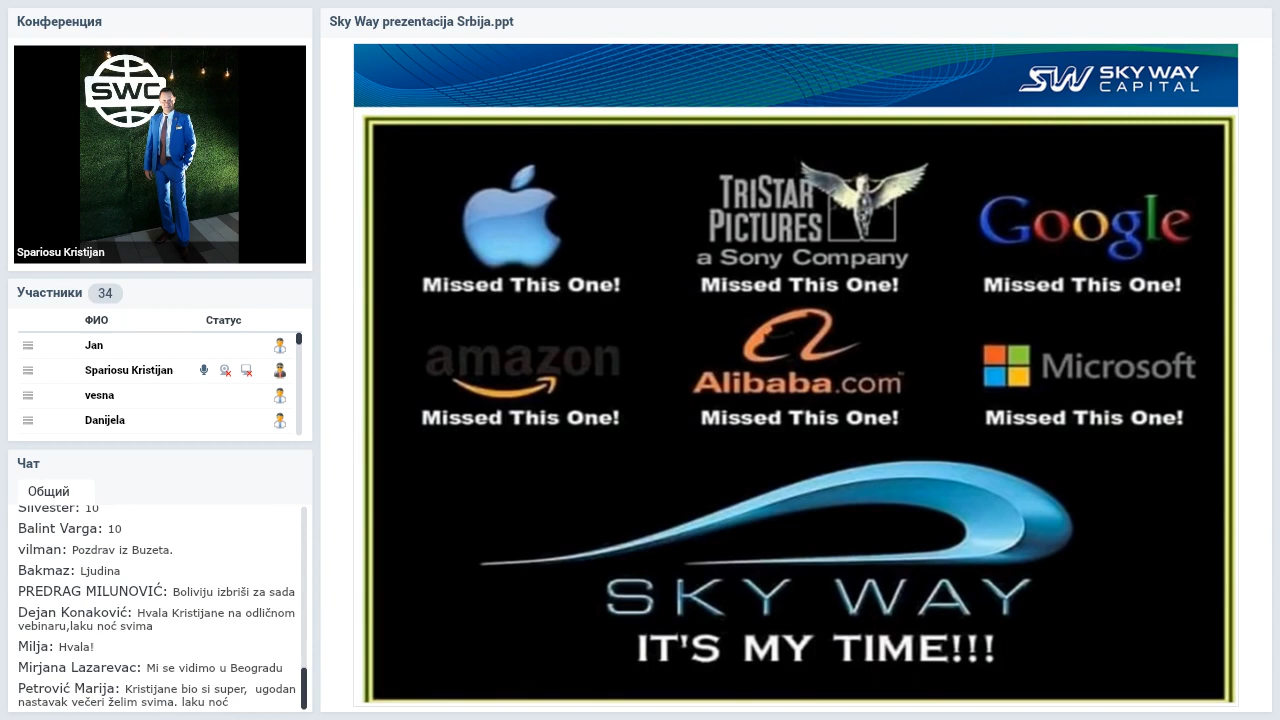 Конференция
SWC
Spariosu Kristijan
Участники 34
ФИО Статус
Jan
Spariosu Kristijan
vesna
Danijela
Чат
Общий
Silvester: 10
Balint Varga: 10
vilman: Pozdrav iz Buzeta.
Bakmaz: Ljudina
PREDRAG MILUNOVIĆ: Boliviju izbriši za sada
Dejan Konaković: Hvala Kristijane na odličnom
vebinaru,laku noć svima
Milja: Hvala!
Mirjana Lazarevac: Mi se vidimo u Beogradu
Petrović Marija: Kristijane bio si super, ugodan
nastavak večeri želim svima. laku noć
Sky Way prezentacija Srbija.ppt
SW SKY WAY
CAPITAL
TRISTAR
PICTURES
a Sony Company
Google
Missed This One! Missed This One! Missed This One!
amazon Alibaba.com Microsoft
Missed This One! Missed This One! Missed This One!
SKY WAY
IT'S MY TIME!!!